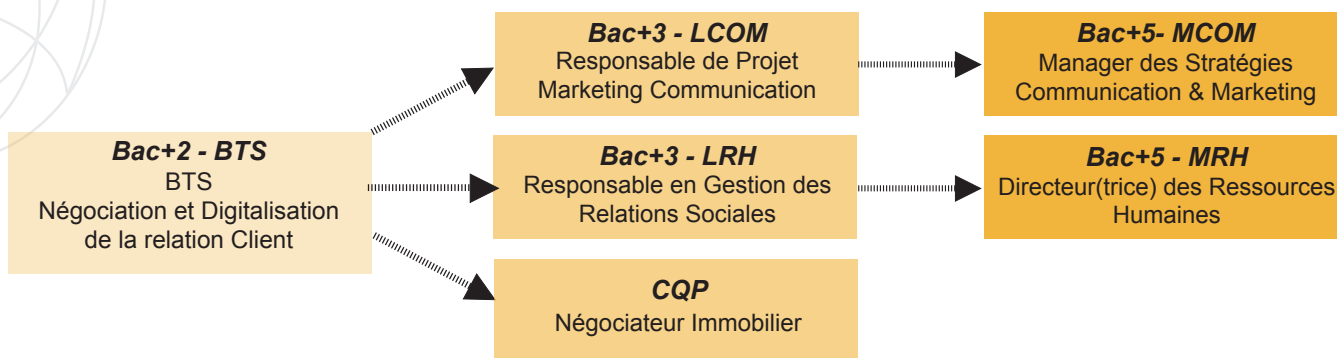 Bac+2 - BTS
BTS
Négociation et Digitalisation
de la relation Client
Bac+3 - LCOM
Responsable de Projet
Marketing Communication
Bac+5- MCOM
Manager des Stratégies
Communication & Marketing
Bac+3 - LRH
Responsable en Gestion des
Relations Sociales
Bac+5 - MRH
Directeur(trice) des Ressources
Humaines
CQP
Négociateur Immobilier